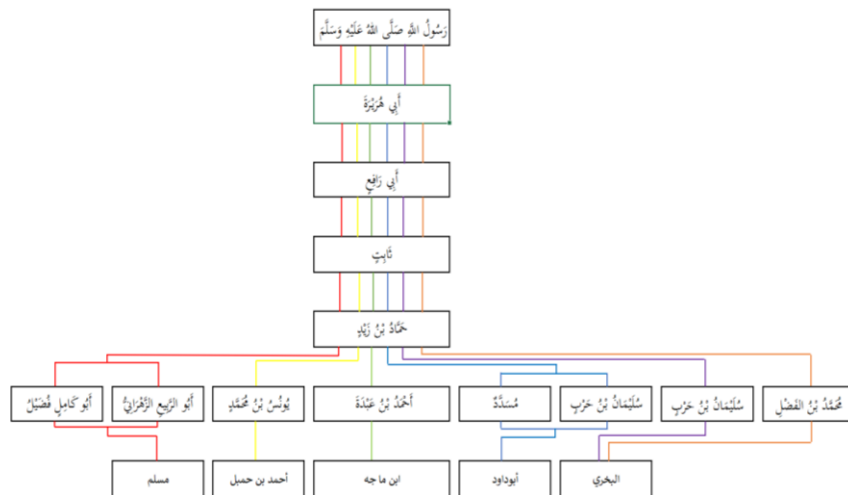 رَسُولُ اللهِ صَلَّى اللهُ عَلَيْهِ وَسَلَّمَ
أَبِي هُرَيْرَةَ
أَبِي رَافِعٍ
ثَابِتٍ
حَمَّادُ بْنُ زَيْدٍ
مُحَمَّدُ بْنُ الفَضْلِ
سُلَيْمَانُ بْنُ حَرْبٍ
سُلَيْمَانُ بْنُ حَرْبٍ
مُسَدَّدٌ
أَحْمَدُ بْنُ عَبْدَةَ
يُونُسُ بْنُ مُحَمَّدٍ
أَبُو الرَّبِيعِ الزَّهْرَانِيُّ
أَبُو كَامِلٍ فُضَيْلُ
البخري
أبوداود
ابن ماجه
أحمد بن حمبل
مسلم